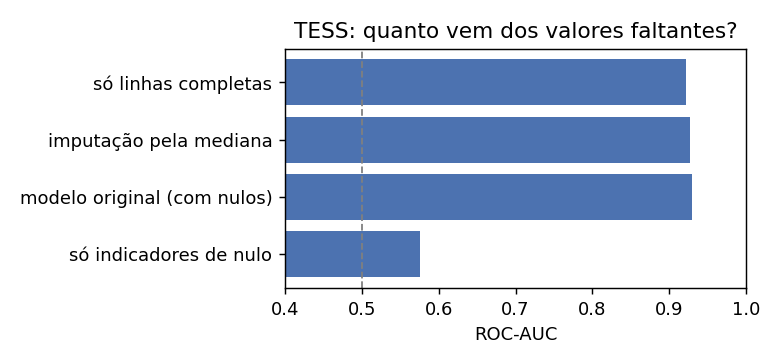 TESS: quanto vem dos valores faltantes?
só linhas completas
imputação pela mediana
modelo original (com nulos)
só indicadores de nulo
0.4 0.5 0.6 0.7 0.8 0.9 1.0
ROC-AUC